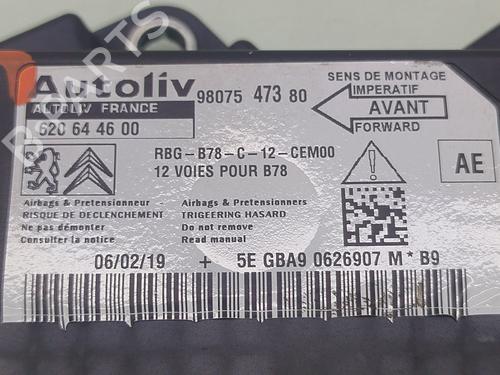 Autoliv
AUTOLIV FRANCE
98075 473 80
SENS DE MONTAGE
IMPERATIF
AVANT
FORWARD
620 64 46 00
RBG-B78-C-12-CEM00
12 VOIES POUR B78
AE
Airbags & Pretensionneur -
RISQUE DE DECLENCHEMENT
Ne pas démonter
Consulter la notice
Airbags & Pretensioners
TRIGEERING HASARD
Do not remove
Read manual
06/02/19 + 5E GBA9 0626907 M * B9